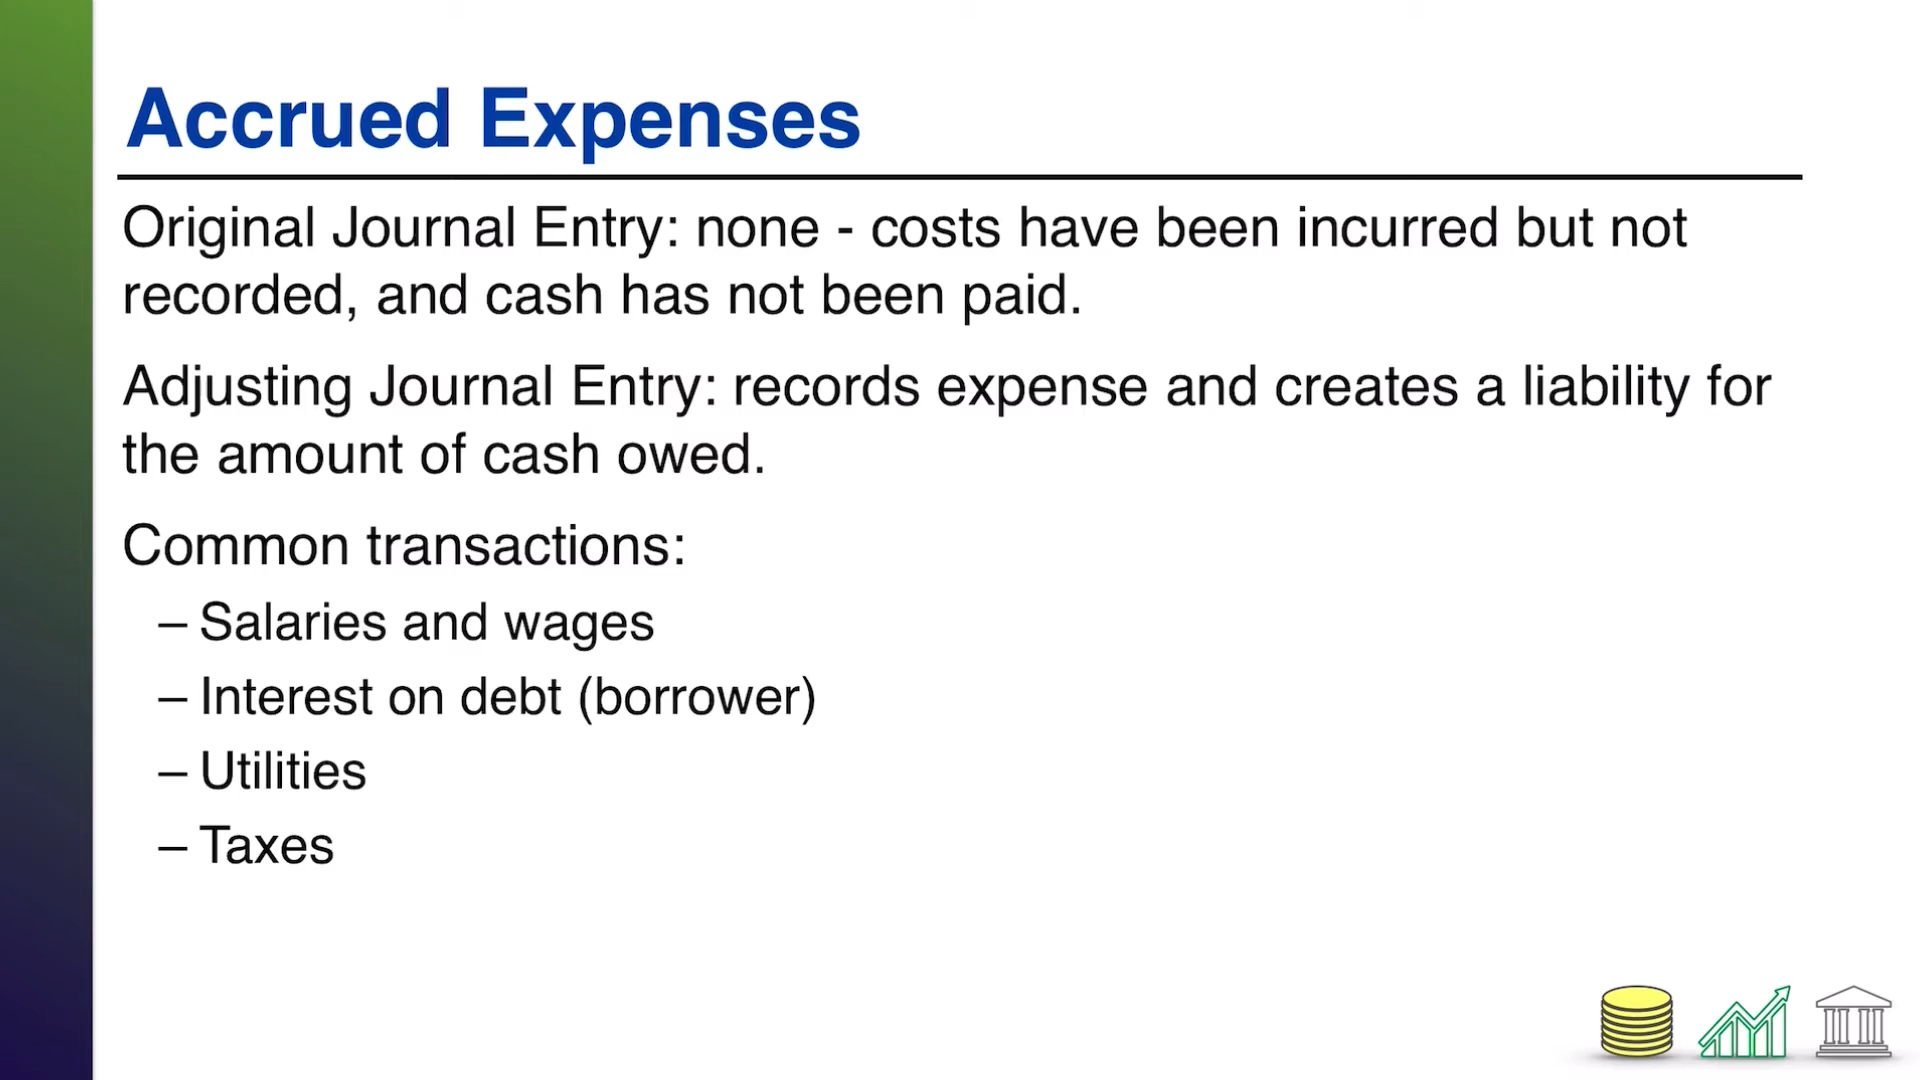 Accrued Expenses
Original Journal Entry: none - costs have been incurred but not
recorded, and cash has not been paid.
Adjusting Journal Entry: records expense and creates a liability for
the amount of cash owed.
Common transactions:
– Salaries and wages
– Interest on debt (borrower)
– Utilities
– Taxes